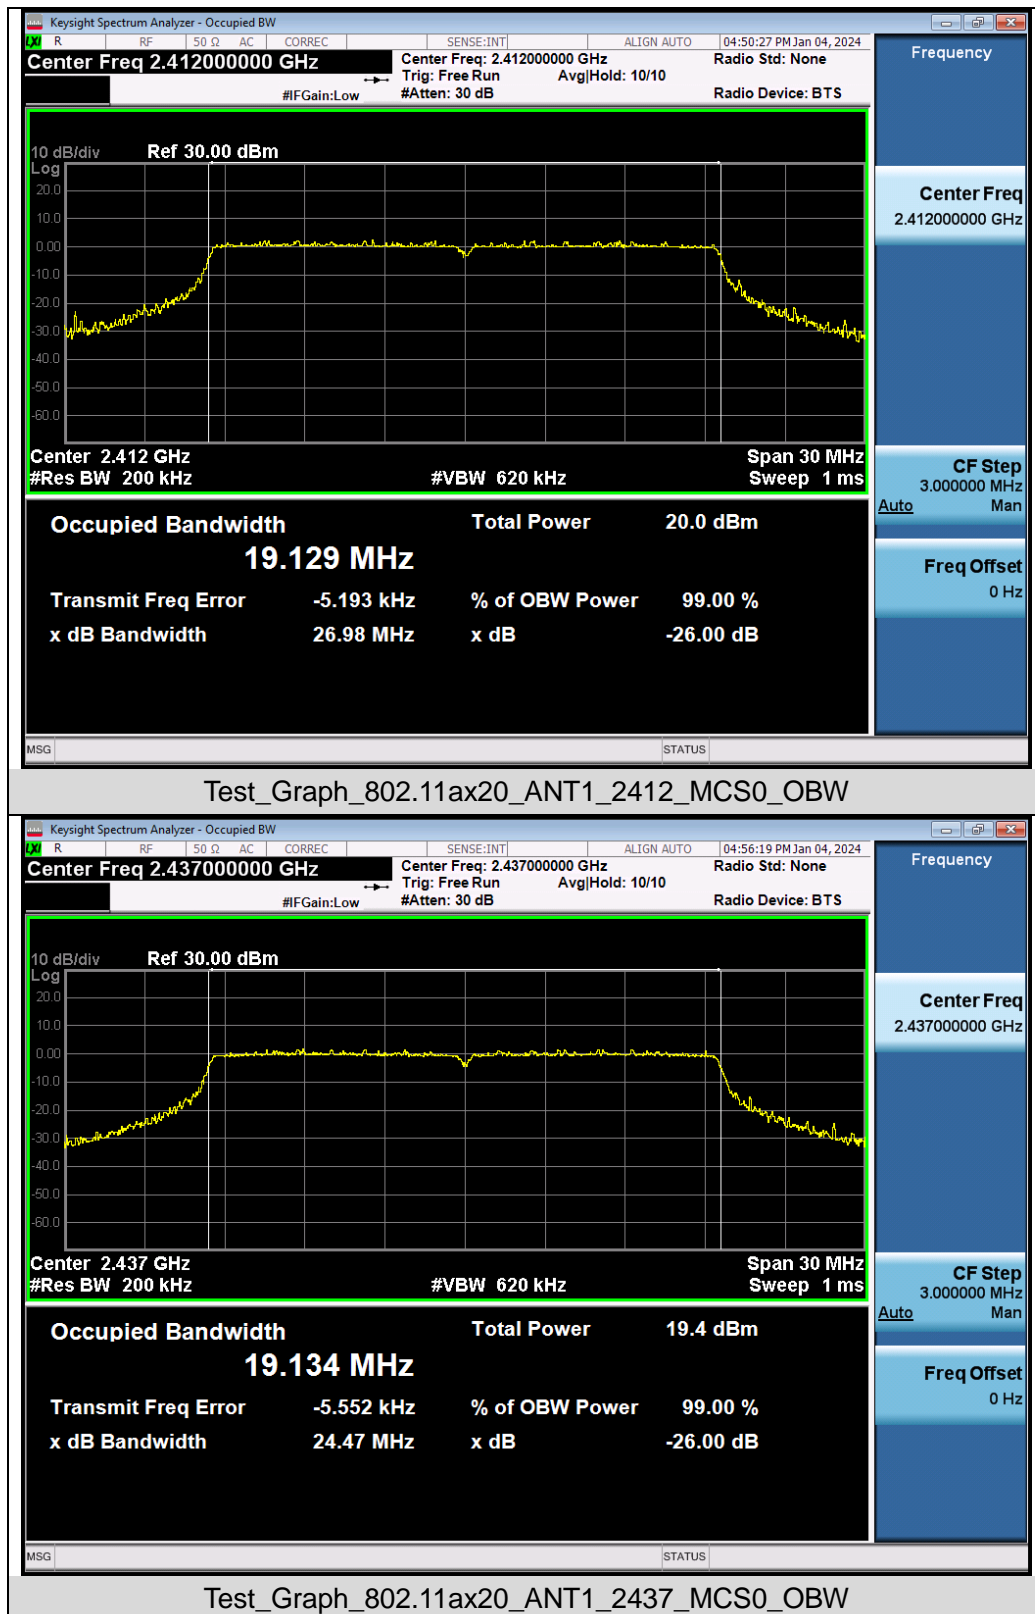 Keysight Spectrum Analyzer - Occupied BW
LXI R RF 50 Ω AC CORREC SENSE:INT ALIGN AUTO 04:50:27 PM Jan 04, 2024
Center Freq 2.412000000 GHz
Center Freq: 2.412000000 GHz
Radio Std: None
Trig: Free Run Avg|Hold: 10/10
#IFGain:Low
#Atten: 30 dB
Radio Device: BTS
Frequency
10 dB/div Ref 30.00 dBm
Log
20.0
10.0
0.00
-10.0
-20.0
-30.0
-40.0
-50.0
-60.0
Center 2.412 GHz Span 30 MHz
#Res BW 200 kHz #VBW 620 kHz Sweep 1 ms
Center Freq
2.412000000 GHz
CF Step
3.000000 MHz
Auto Man
Freq Offset
0 Hz
Occupied Bandwidth Total Power 20.0 dBm
19.129 MHz
Transmit Freq Error -5.193 kHz % of OBW Power 99.00 %
x dB Bandwidth 26.98 MHz x dB -26.00 dB
MSG STATUS
Test_Graph_802.11ax20_ANT1_2412_MCS0_OBW
Keysight Spectrum Analyzer - Occupied BW
LXI R RF 50 Ω AC CORREC SENSE:INT ALIGN AUTO 04:56:19 PM Jan 04, 2024
Center Freq 2.437000000 GHz
Center Freq: 2.437000000 GHz
Radio Std: None
Trig: Free Run Avg|Hold: 10/10
#IFGain:Low
#Atten: 30 dB
Radio Device: BTS
Frequency
10 dB/div Ref 30.00 dBm
Log
20.0
10.0
0.00
-10.0
-20.0
-30.0
-40.0
-50.0
-60.0
Center 2.437 GHz Span 30 MHz
#Res BW 200 kHz #VBW 620 kHz Sweep 1 ms
Center Freq
2.437000000 GHz
CF Step
3.000000 MHz
Auto Man
Freq Offset
0 Hz
Occupied Bandwidth Total Power 19.4 dBm
19.134 MHz
Transmit Freq Error -5.552 kHz % of OBW Power 99.00 %
x dB Bandwidth 24.47 MHz x dB -26.00 dB
MSG STATUS
Test_Graph_802.11ax20_ANT1_2437_MCS0_OBW